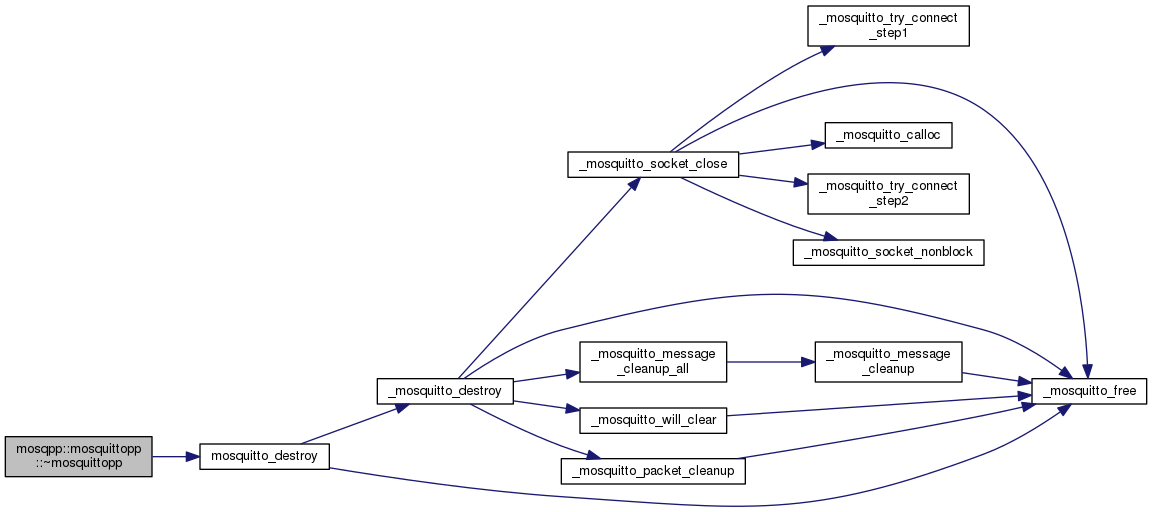 _mosquitto_try_connect
_step1
_mosquitto_calloc
_mosquitto_socket_close
_mosquitto_try_connect
_step2
_mosquitto_socket_nonblock
_mosquitto_message
_cleanup_all
_mosquitto_message
_cleanup
_mosquitto_destroy
_mosquitto_free
_mosquitto_will_clear
mosqpp::mosquittopp
::~mosquittopp
mosquitto_destroy
_mosquitto_packet_cleanup